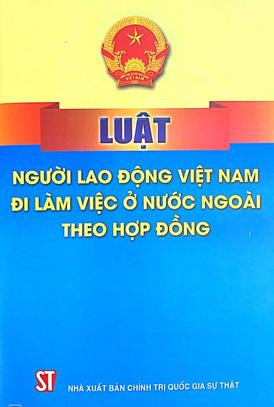 LUẬT
NGƯỜI LAO ĐỘNG VIỆT NAM
ĐI LÀM VIỆC Ở NƯỚC NGOÀI
THEO HỢP ĐỒNG
ST
NHÀ XUẤT BẢN CHÍNH TRỊ QUỐC GIA SỰ THẬT